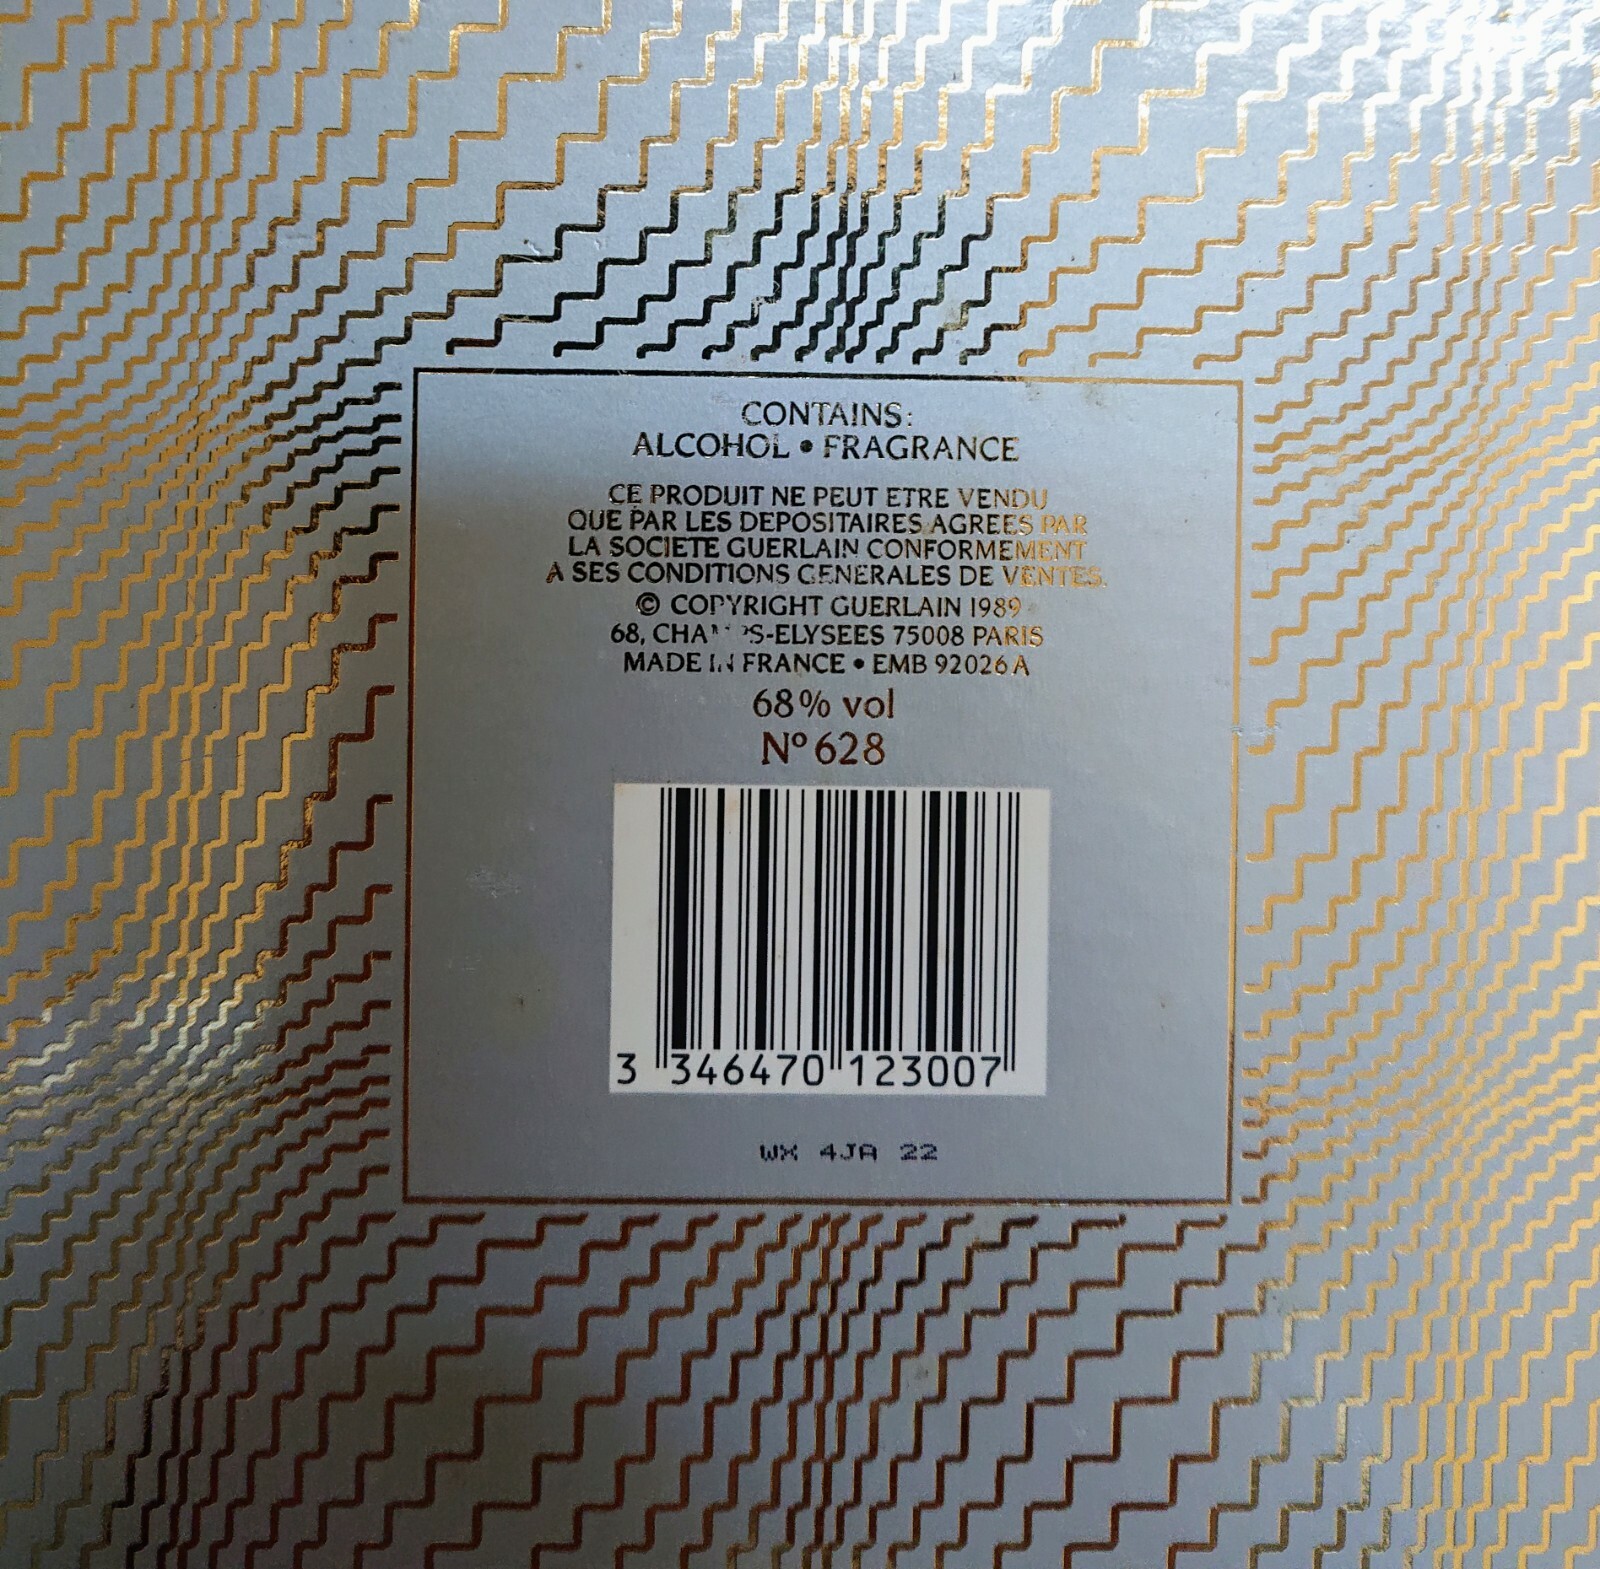 CONTAINS:
ALCOHOL • FRAGRANCE
CE PRODUIT NE PEUT ETRE VENDU
QUE PAR LES DEPOSITAIRES AGREES PAR
LA SOCIETE GUERLAIN CONFORMEMENT
A SES CONDITIONS GENERALES DE VENTES.
© COPYRIGHT GUERLAIN 1989
68, CHAMPS-ELYSEES 75008 PARIS
MADE IN FRANCE • EMB 92026 A
68% vol
Nº 628
3 346470 123007
WX 4JA 22